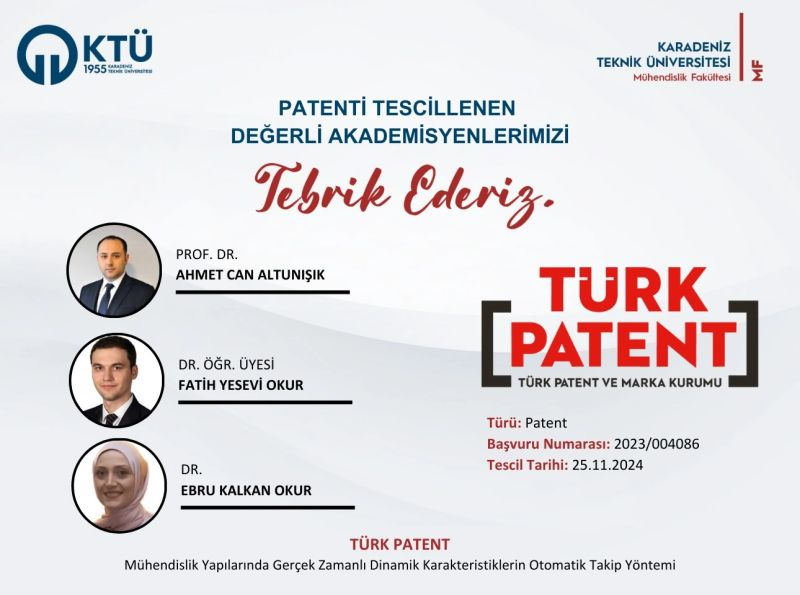 KTÜ
1955 KARADENİZ TEKNİK ÜNİVERSİTESİ
KARADENİZ
TEKNİK ÜNİVERSİTESİ
Mühendislik Fakültesi
MF
PATENTİ TESCİLLENEN
DEĞERLİ AKADEMİSYENLERİMİZİ
Tebrik Ederiz.
PROF. DR.
AHMET CAN ALTUNIŞIK
DR. ÖĞR. ÜYESİ
FATİH YESEVİ OKUR
DR.
EBRU KALKAN OKUR
TÜRK
PATENT
TÜRK PATENT VE MARKA KURUMU
Türü: Patent
Başvuru Numarası: 2023/004086
Tescil Tarihi: 25.11.2024
TÜRK PATENT
Mühendislik Yapılarında Gerçek Zamanlı Dinamik Karakteristiklerin Otomatik Takip Yöntemi